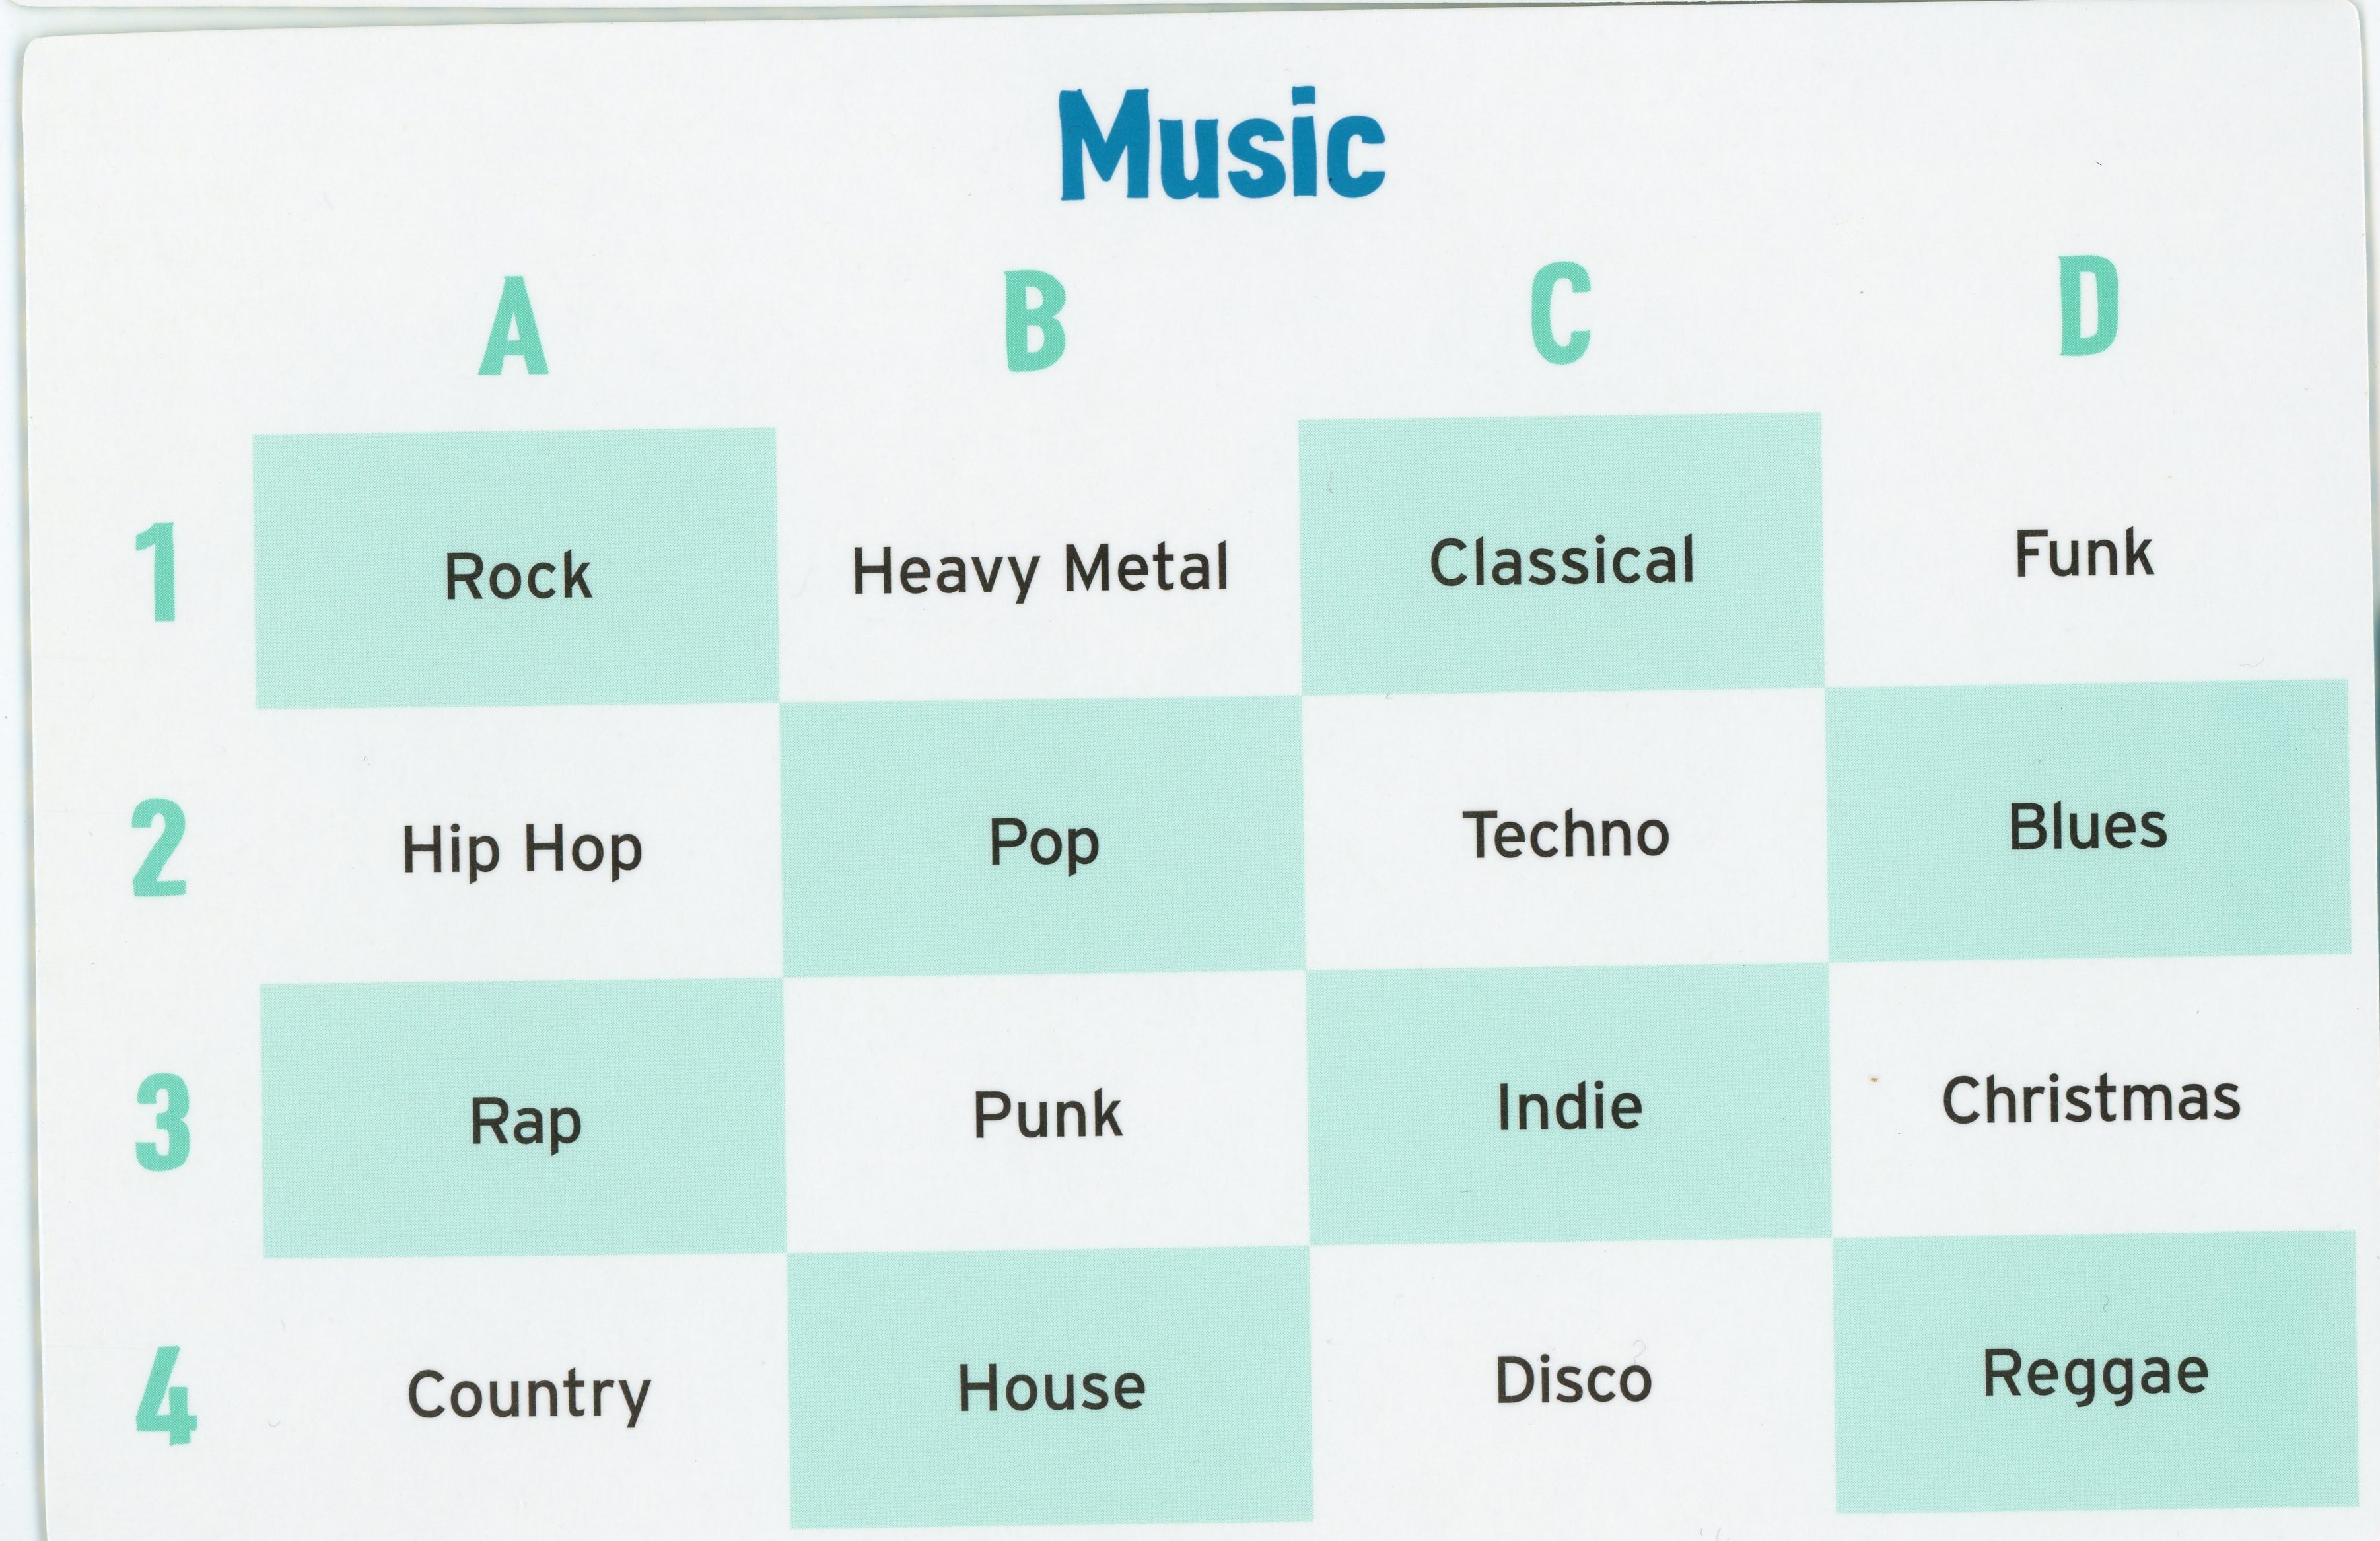 Music
A B C D
1 Rock Heavy Metal Classical Funk
2 Hip Hop Pop Techno Blues
3 Rap Punk Indie Christmas
4 Country House Disco Reggae